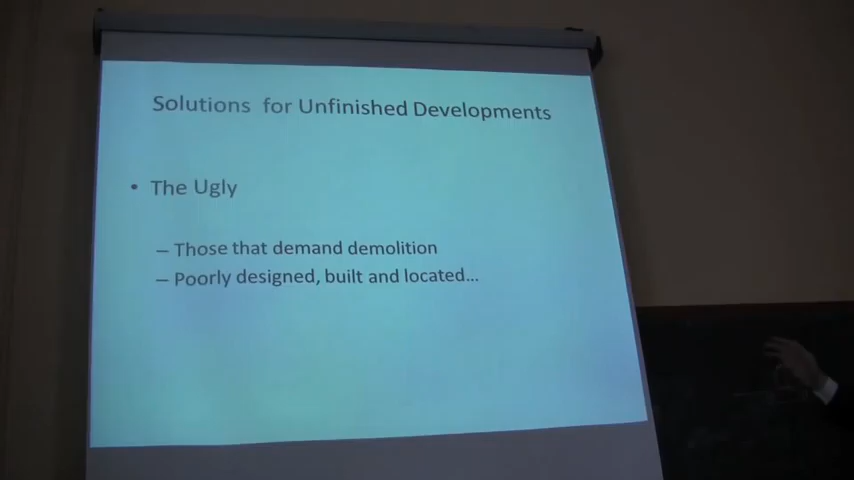 Solutions for Unfinished Developments
• The Ugly
– Those that demand demolition
– Poorly designed, built and located...